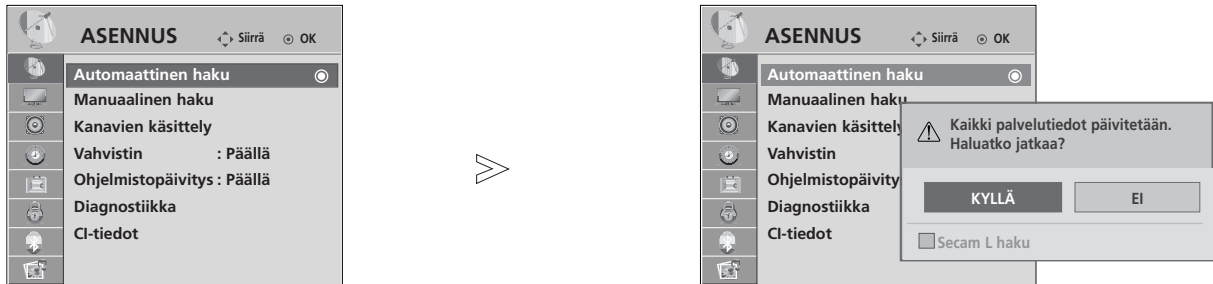 ASENNUS
Siirrä
OK
Automaattinen haku
Manuaalinen haku
Kanavien käsittely
Vahvistin : Päällä
Ohjelmistopäivitys : Päällä
Diagnostiikka
CI-tiedot
ASENNUS
Siirrä
OK
Automaattinen haku
Manuaalinen haku
Kanavien käsittely
Vahvistin
Ohjelmistopäivity
Diagnostiikka
CI-tiedot
Kaikki palvelutiedot päivitetään.
Haluatko jatkaa?
KYLLÄ
EI
Secam L haku